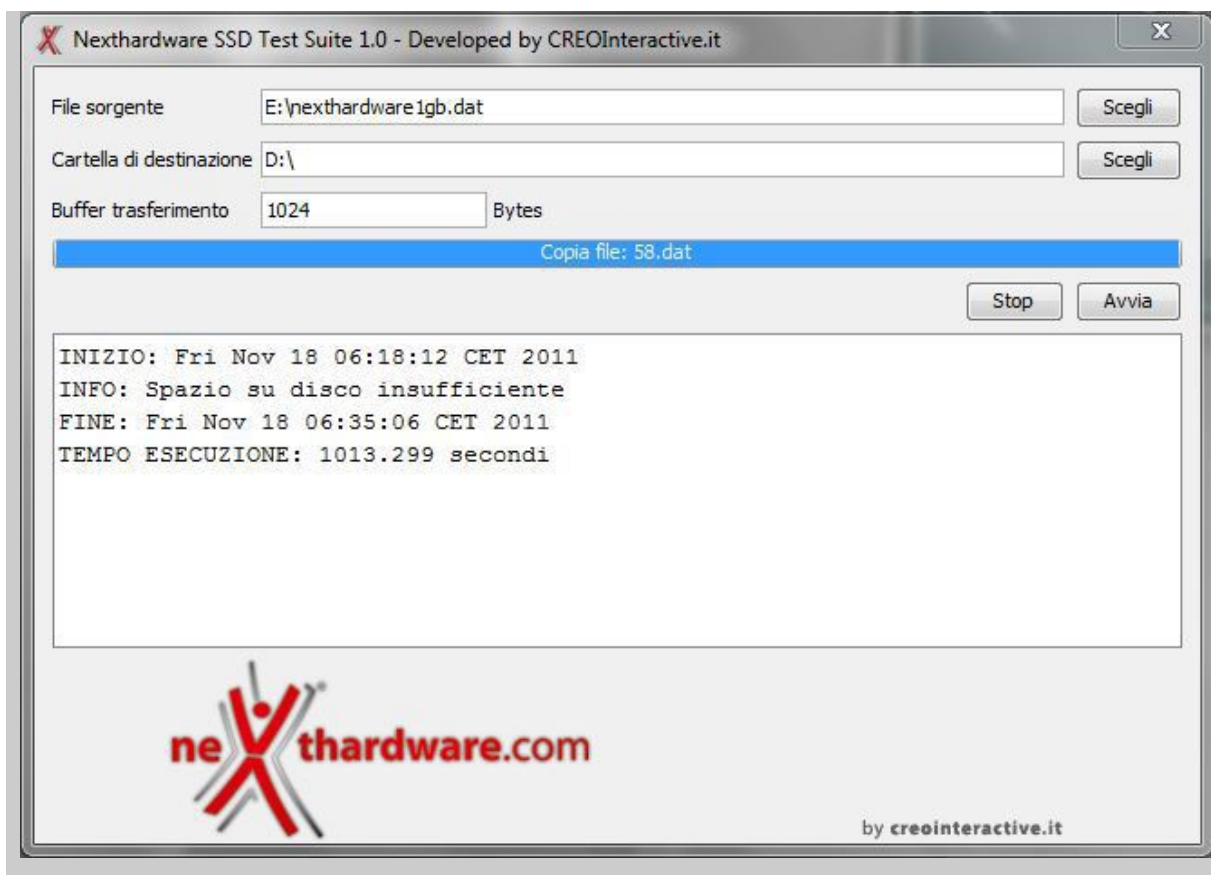 Nexthardware SSD Test Suite 1.0 - Developed by CREOInteractive.it
File sorgente E:\nexthardware1gb.dat Scegli
Cartella di destinazione D:\ Scegli
Buffer trasferimento 1024 Bytes
Copia file: 58.dat
Stop Avvia
INIZIO: Fri Nov 18 06:18:12 CET 2011
INFO: Spazio su disco insufficiente
FINE: Fri Nov 18 06:35:06 CET 2011
TEMPO ESECUZIONE: 1013.299 secondi
nexthardware.com
by creointeractive.it